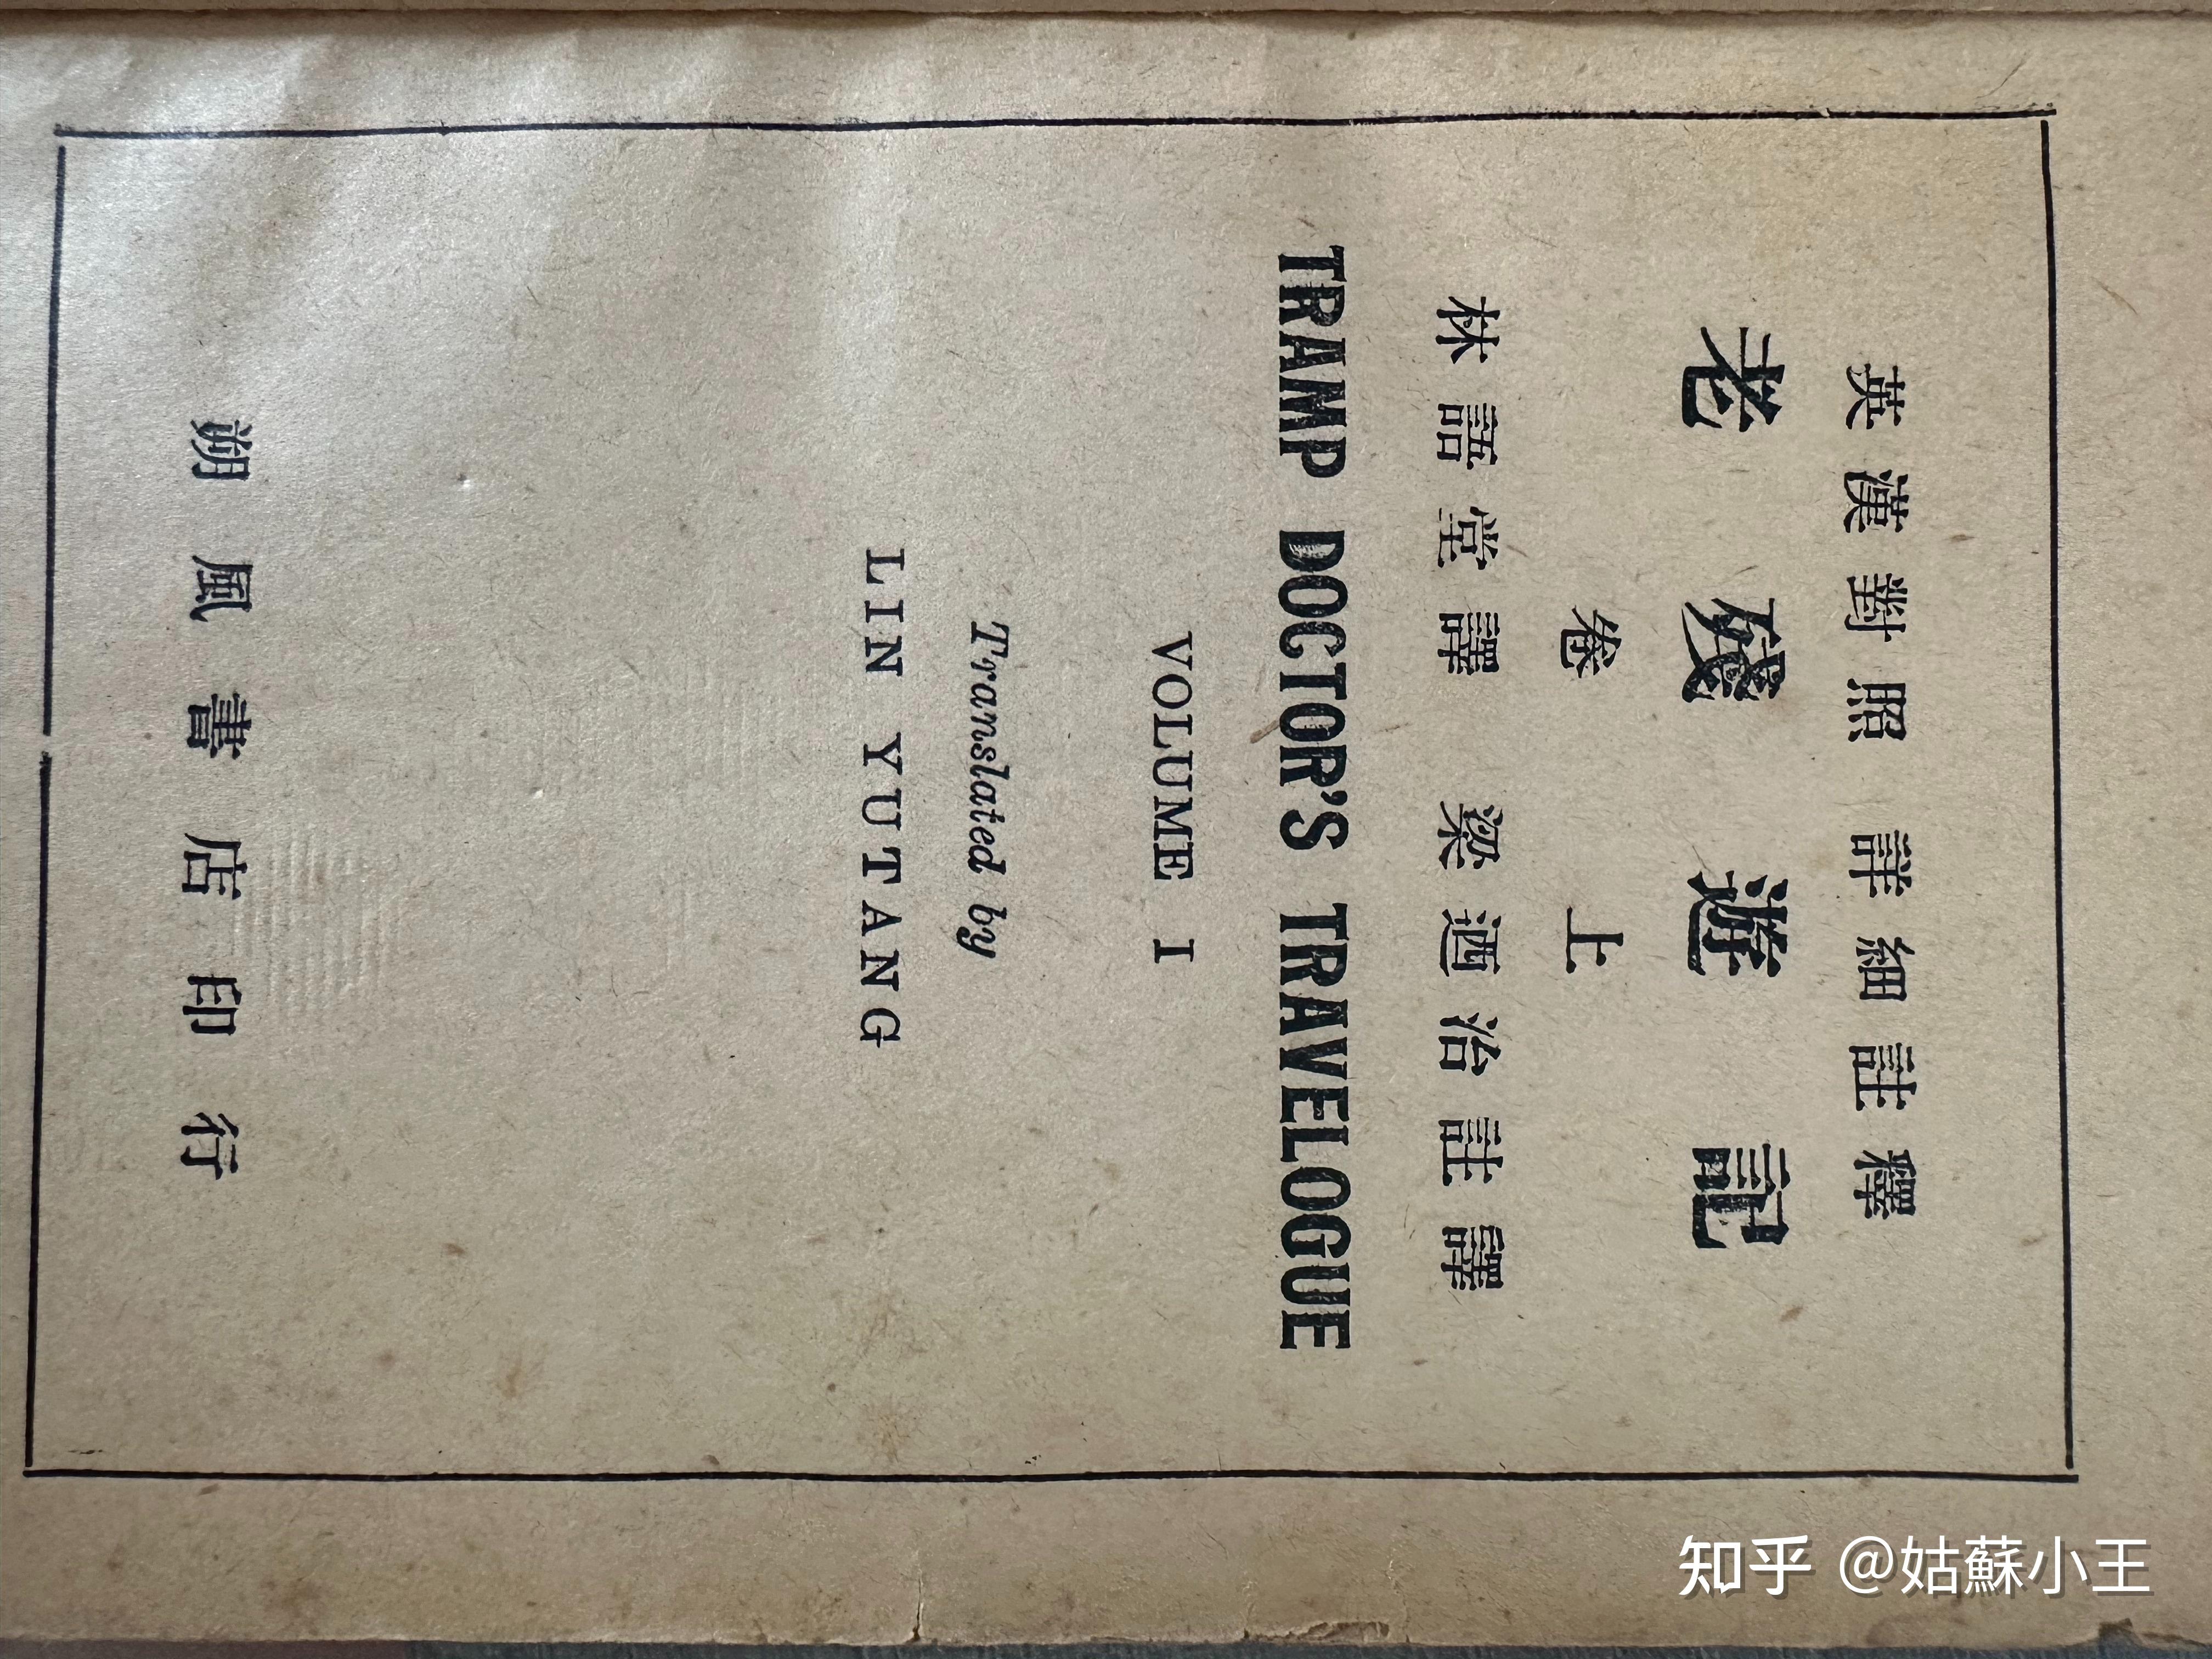 英漢對照 詳細註釋
老殘遊記
卷上
林語堂譯 梁迺治註譯
TRAMP DOCTOR'S TRAVELOGUE
VOLUME I
Translated by
LIN YUTANG
朔風書店印行
知乎 @姑蘇小王